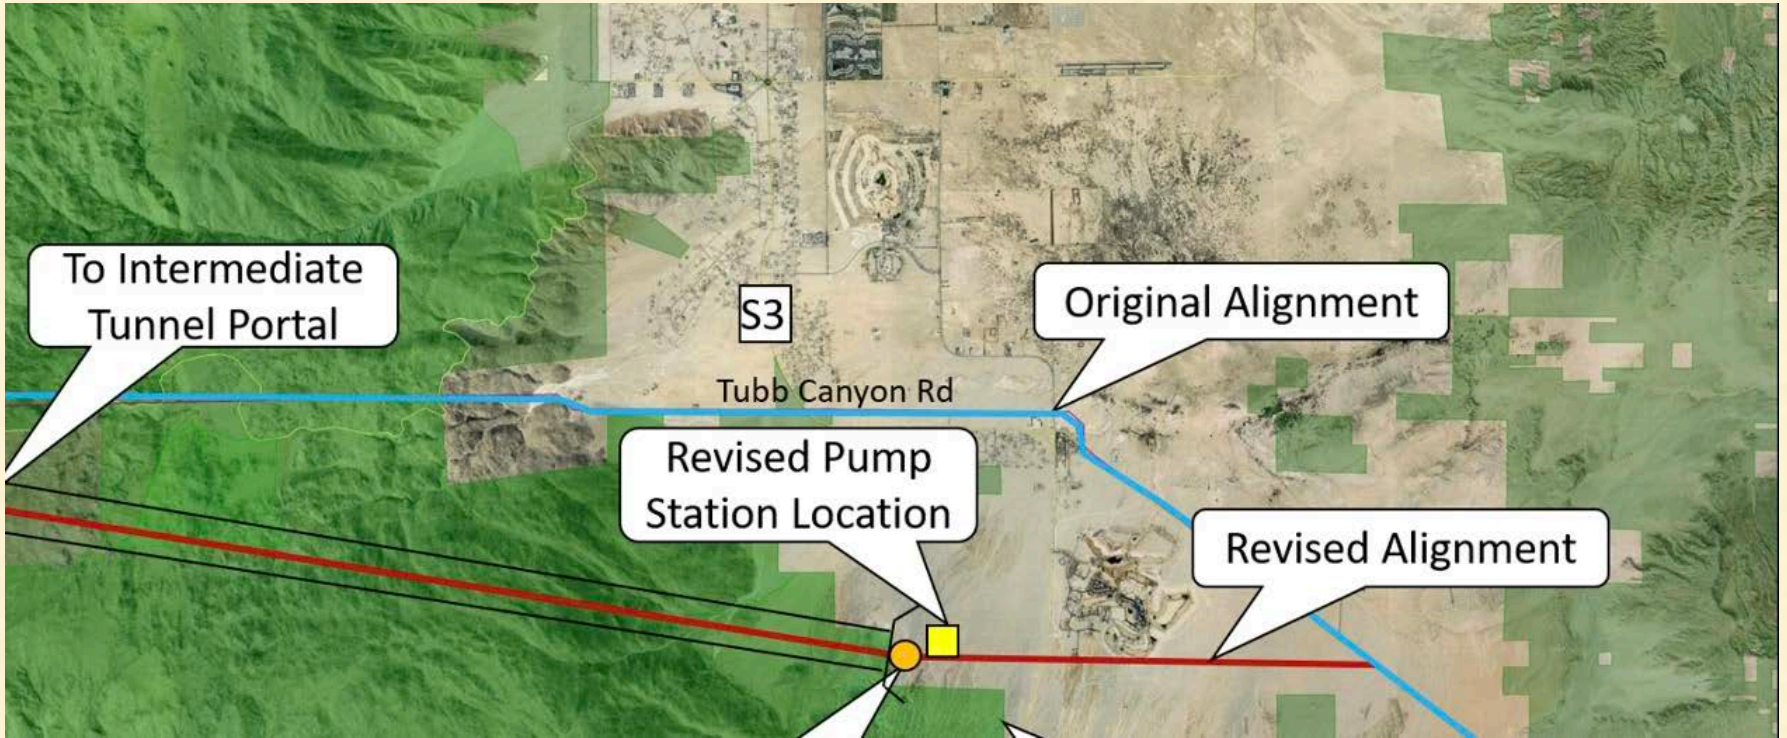 To Intermediate
Tunnel Portal
S3
Original Alignment
Tubb Canyon Rd
Revised Pump
Station Location
Revised Alignment